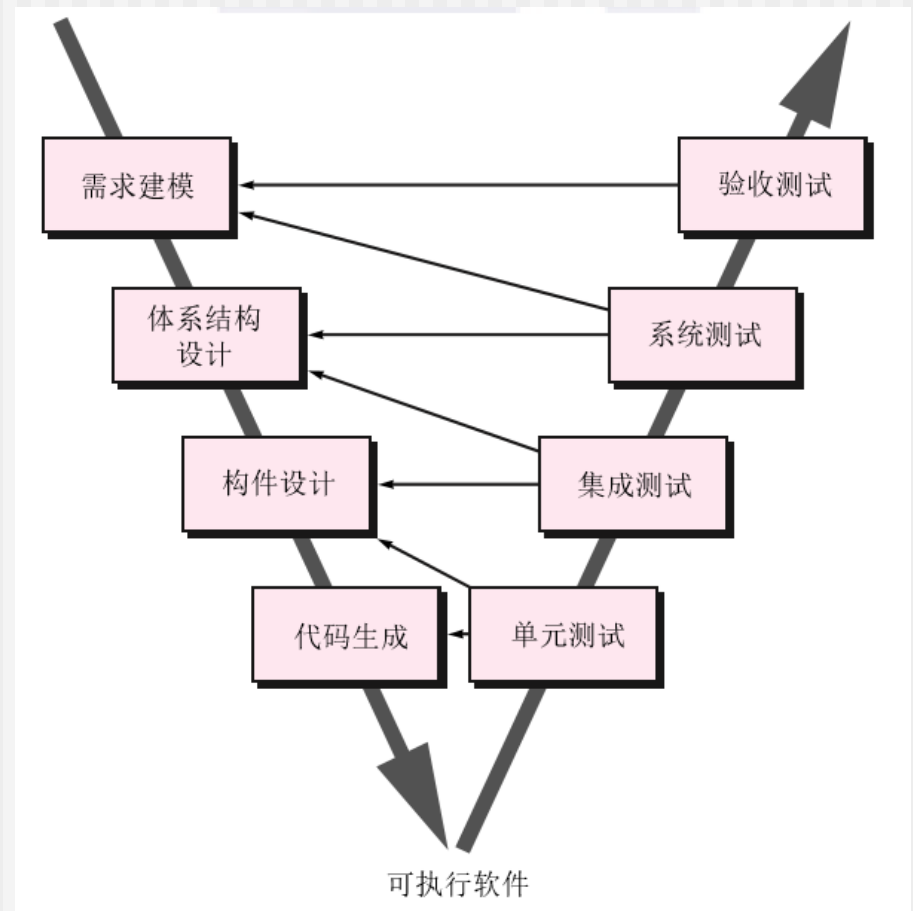 需求建模
验收测试
体系结构
设计
系统测试
构件设计
集成测试
代码生成
单元测试
可执行软件